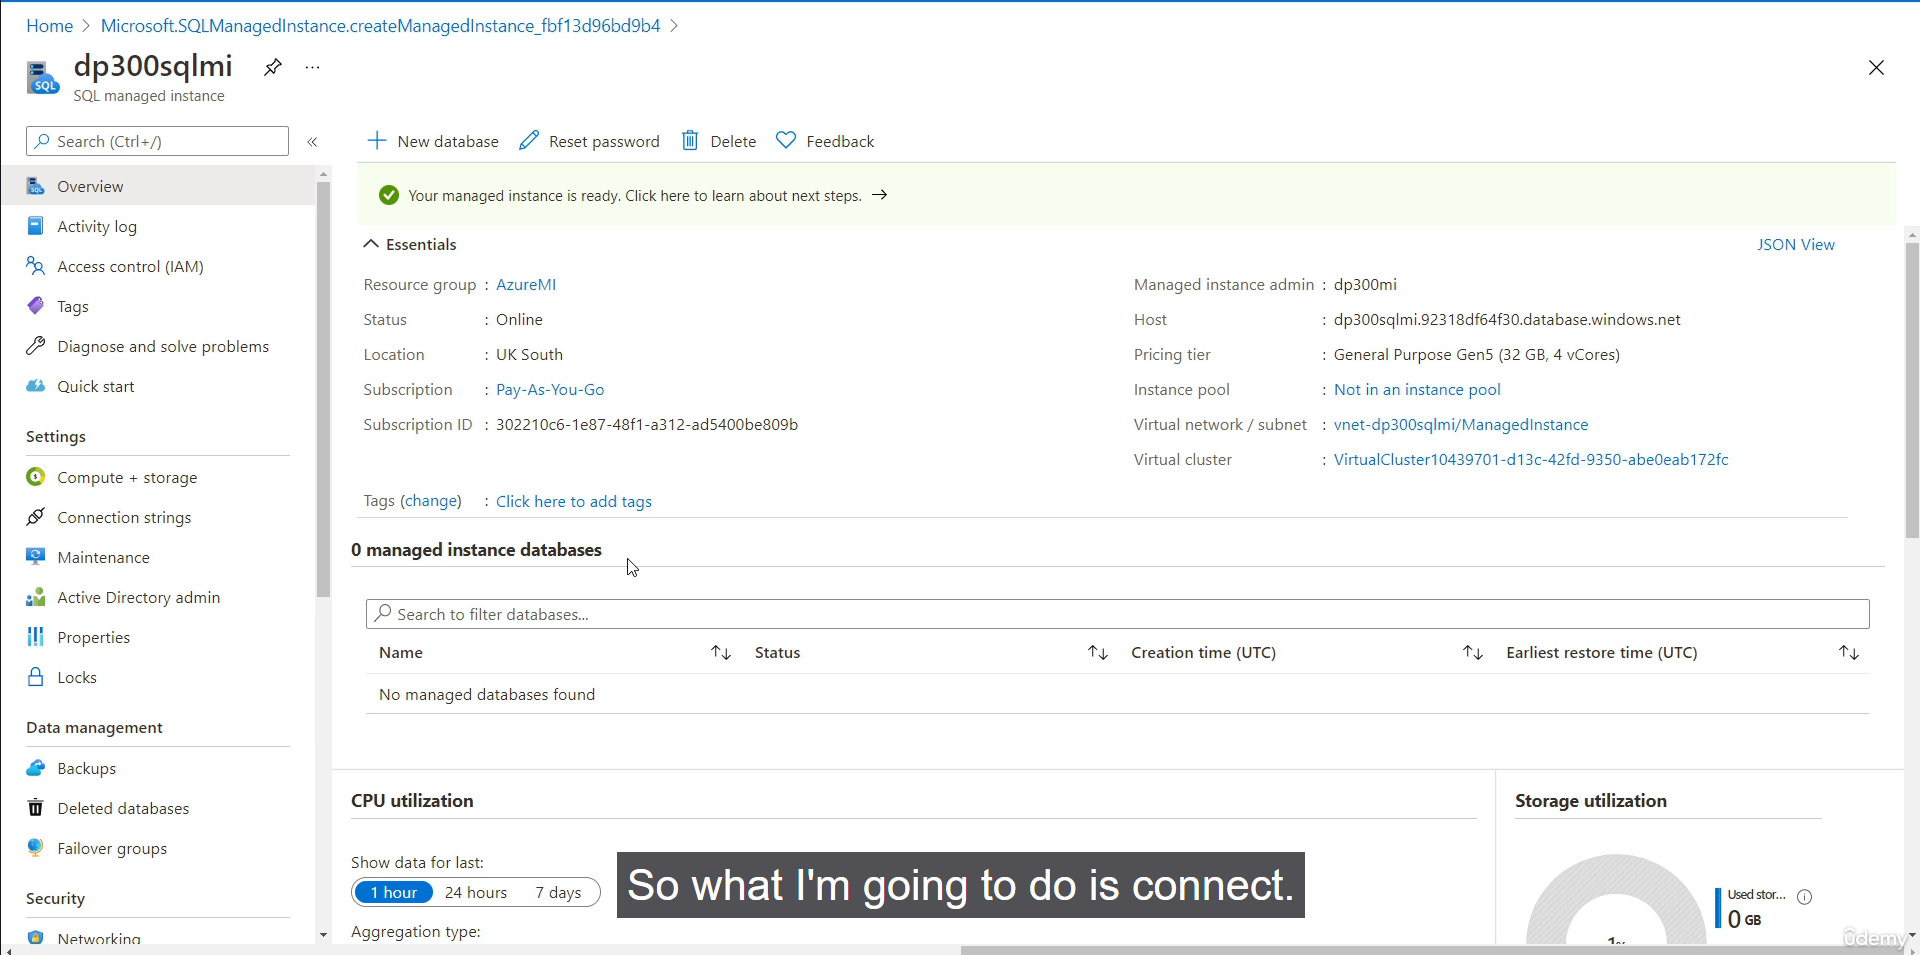 Home > Microsoft.SQLManagedInstance.createManagedInstance_fbf13d96bd9b4 >
dp300sqlmi ...
SQL
SQL managed instance
Search (Ctrl+/) «
+ New database Reset password Delete Feedback
Overview
Your managed instance is ready. Click here to learn about next steps. →
Activity log
Access control (IAM)
Tags
Diagnose and solve problems
Quick start
Settings
Compute + storage
Connection strings
Maintenance
Active Directory admin
Properties
Locks
Data management
Backups
Deleted databases
Failover groups
Security
Networking
Essentials JSON View
Resource group : AzureMI
Status : Online
Location : UK South
Subscription : Pay-As-You-Go
Subscription ID : 302210c6-1e87-48f1-a312-ad5400be809b
Managed instance admin : dp300mi
Host : dp300sqlmi.92318df64f30.database.windows.net
Pricing tier : General Purpose Gen5 (32 GB, 4 vCores)
Instance pool : Not in an instance pool
Virtual network / subnet : vnet-dp300sqlmi/ManagedInstance
Virtual cluster : VirtualCluster10439701-d13c-42fd-9350-abe0eab172fc
Tags (change) : Click here to add tags
0 managed instance databases
Search to filter databases...
Name ↑↓ Status ↑↓ Creation time (UTC) ↑↓ Earliest restore time (UTC) ↑↓
No managed databases found
CPU utilization
Show data for last:
1 hour 24 hours 7 days
Aggregation type:
Storage utilization
Used stor...
0 GB
So what I'm going to do is connect.
ûdemy